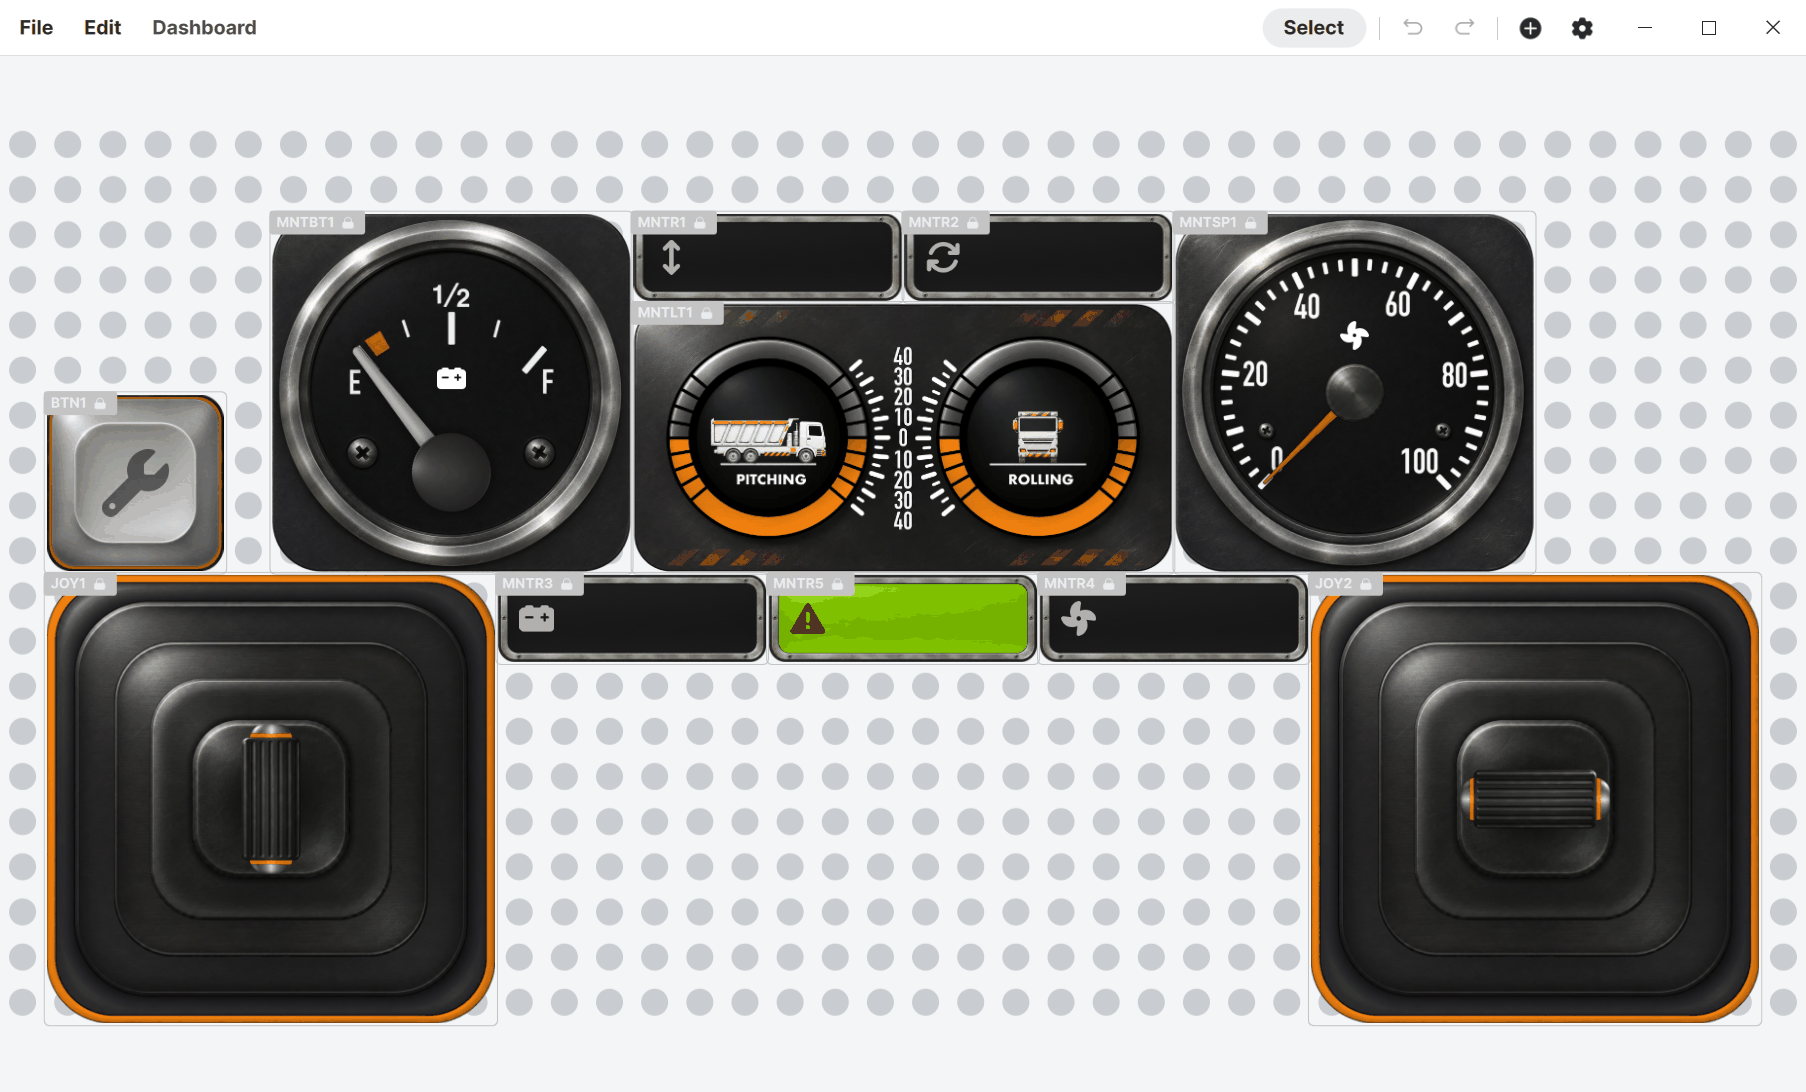 File Edit Dashboard Select
MNTBT1
MNTR1
MNTR2
MNTSP1
1/2
E
F
MNTLT1
40
30
20
10
0
10
20
30
40
PITCHING
ROLLING
0
20
40
60
80
100
BTN1
JOY1
MNTR3
MNTR5
MNTR4
JOY2